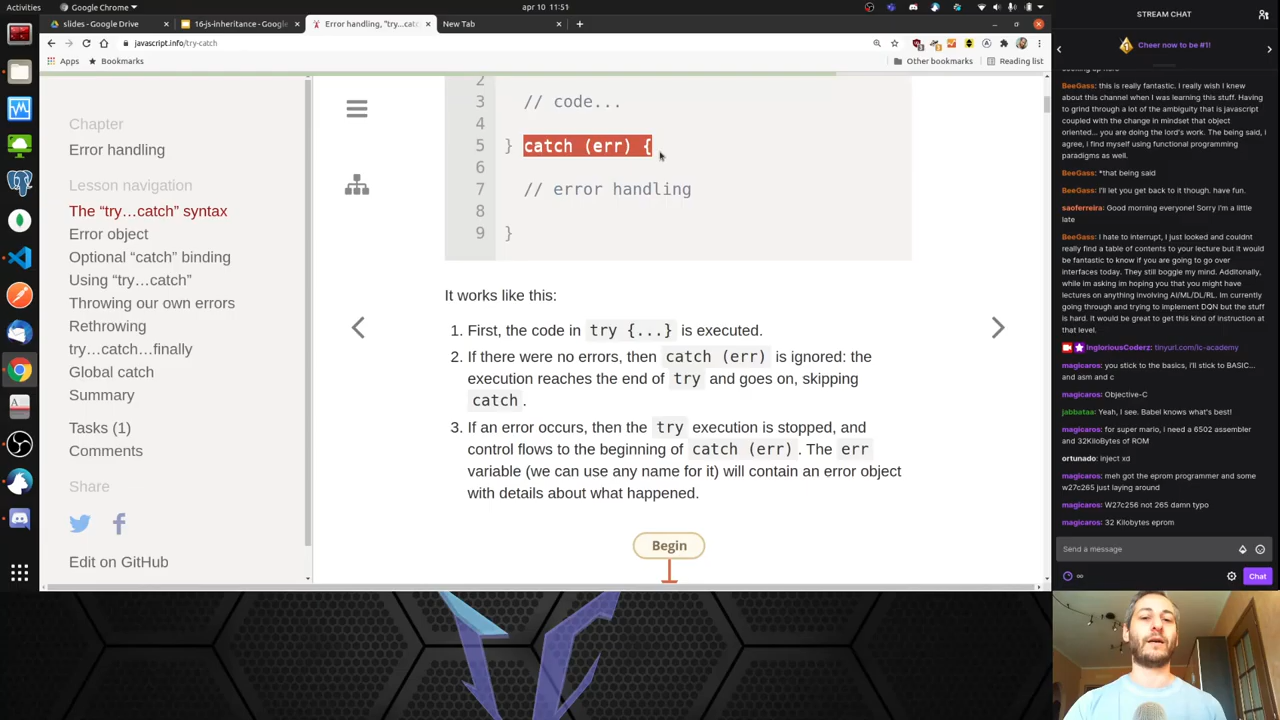 Activities
Google Chrome
apr 11 11:51
slides - Google Drive
16-js-inheritance - Google
Error handling, "try...catc
New Tab
javascript.info/try-catch
Apps
Bookmarks
Other bookmarks
Reading list
Chapter
Error handling
Lesson navigation
The “try…catch” syntax
Error object
Optional “catch” binding
Using “try…catch”
Throwing our own errors
Rethrowing
try…catch…finally
Global catch
Summary
Tasks (1)
Comments
Share
Edit on GitHub
2
3 // code...
4
5 } catch (err) {
6
7 // error handling
8
9 }
It works like this:
1. First, the code in try {...} is executed.
2. If there were no errors, then catch (err) is ignored: the
execution reaches the end of try and goes on, skipping
catch .
3. If an error occurs, then the try execution is stopped, and
control flows to the beginning of catch (err) . The err
variable (we can use any name for it) will contain an error object
with details about what happened.
Begin
STREAM CHAT
Cheer now to be #1!
BeeGass: this is really fantastic. I really wish I knew
about this channel when I was learning this stuff. Having
to grind through a lot of the ambiguity that is javascript
coupled with the change in mindset that object
oriented... you are doing the lord's work. The being said, I
agree, i find myself using functional programming
paradigms as well.
BeeGass: *that being said
BeeGass: I'll let you get back to it though. have fun.
saoferreira: Good morning everyone! Sorry i'm a little
late
BeeGass: I hate to interrupt, I just looked and couldnt
really find a table of contents to your lecture but it would
be fantastic to know if you are going to go over
interfaces today. They still boggle my mind. Additonally,
while im asking im hoping you that you might have
lectures on anything involving AI/ML/DL/RL. Im currently
going through and trying to implement DQN but the stuff
is hard. It would be great to get this kind of instruction at
that level.
IngloriousCoderz: tinyurl.com/ic-academy
magicaros: you stick to the basics, i'll stick to BASIC...
and asm and c
magicaros: Objective-C
jabbataa: Yeah, I see. Babel knows what's best!
magicaros: for super mario, i need a 6502 assembler
and 32KiloBytes of ROM
ortunado: inject xd
magicaros: meh got the eprom programmer and some
w27c265 just laying around
magicaros: W27c256 not 265 damn typo
magicaros: 32 Kilobytes eprom
Send a message
∞
Chat